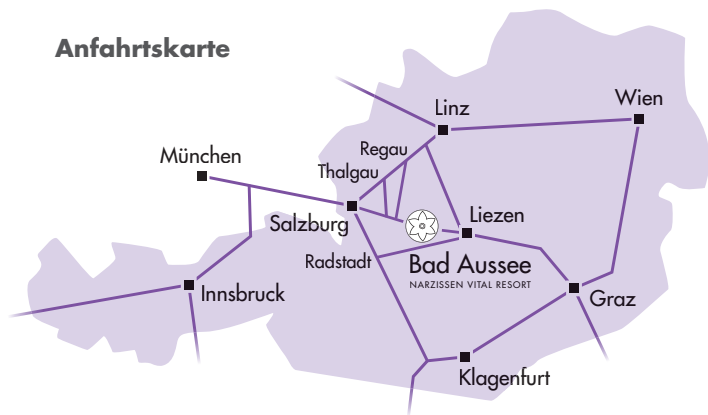 Anfahrtskarte
Wien
Linz
Regau
München
Thalgau
Salzburg
Liezen
Radstadt
Bad Aussee
NARZISSEN VITAL RESORT
Innsbruck
Graz
Klagenfurt